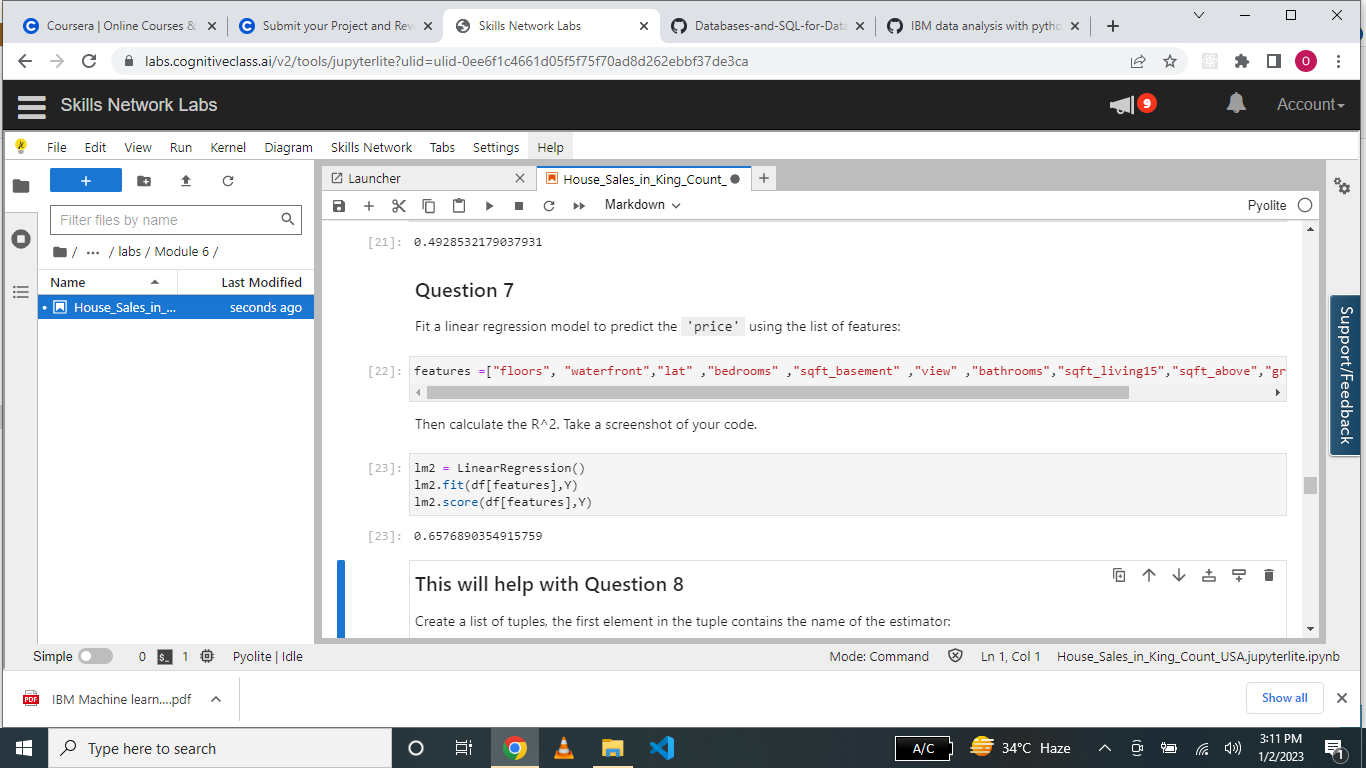 Coursera | Online Courses &
Submit your Project and Rev
Skills Network Labs
Databases-and-SQL-for-Data
IBM data analysis with pytho
labs.cognitiveclass.ai/v2/tools/jupyterlite?ulid=ulid-0ee6f1c4661d05f5f75f70ad8d262ebbf37de3ca
O
Skills Network Labs
9
Account
File Edit View Run Kernel Diagram Skills Network Tabs Settings Help
Launcher
House_Sales_in_King_Count_
Markdown
Pyolite
Filter files by name
/ ··· / labs / Module 6 /
Name Last Modified
House_Sales_in_... seconds ago
[21]: 0.4928532179037931
Question 7
Fit a linear regression model to predict the 'price' using the list of features:
[22]: features =["floors", "waterfront","lat" ,"bedrooms" ,"sqft_basement" ,"view" ,"bathrooms","sqft_living15","sqft_above","gr
Then calculate the R^2. Take a screenshot of your code.
[23]: lm2 = LinearRegression()
lm2.fit(df[features],Y)
lm2.score(df[features],Y)
[23]: 0.6576890354915759
This will help with Question 8
Create a list of tuples, the first element in the tuple contains the name of the estimator:
Support/Feedback
Simple 0 1 Pyolite | Idle Mode: Command Ln 1, Col 1 House_Sales_in_King_Count_USA.jupyterlite.ipynb
PDF IBM Machine learn....pdf
Show all
Type here to search
A/C
34°C Haze
3:11 PM
1/2/2023
1